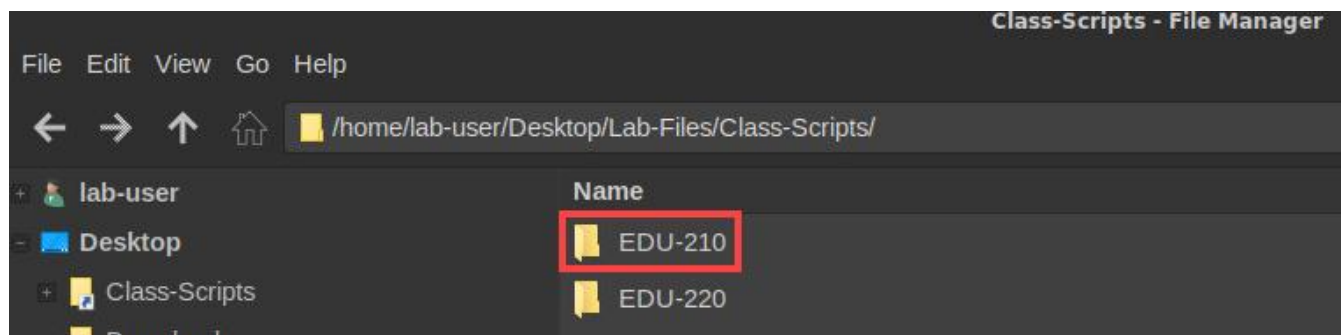 Class-Scripts - File Manager
File Edit View Go Help
/home/lab-user/Desktop/Lab-Files/Class-Scripts/
lab-user
Name
Desktop
EDU-210
Class-Scripts
EDU-220